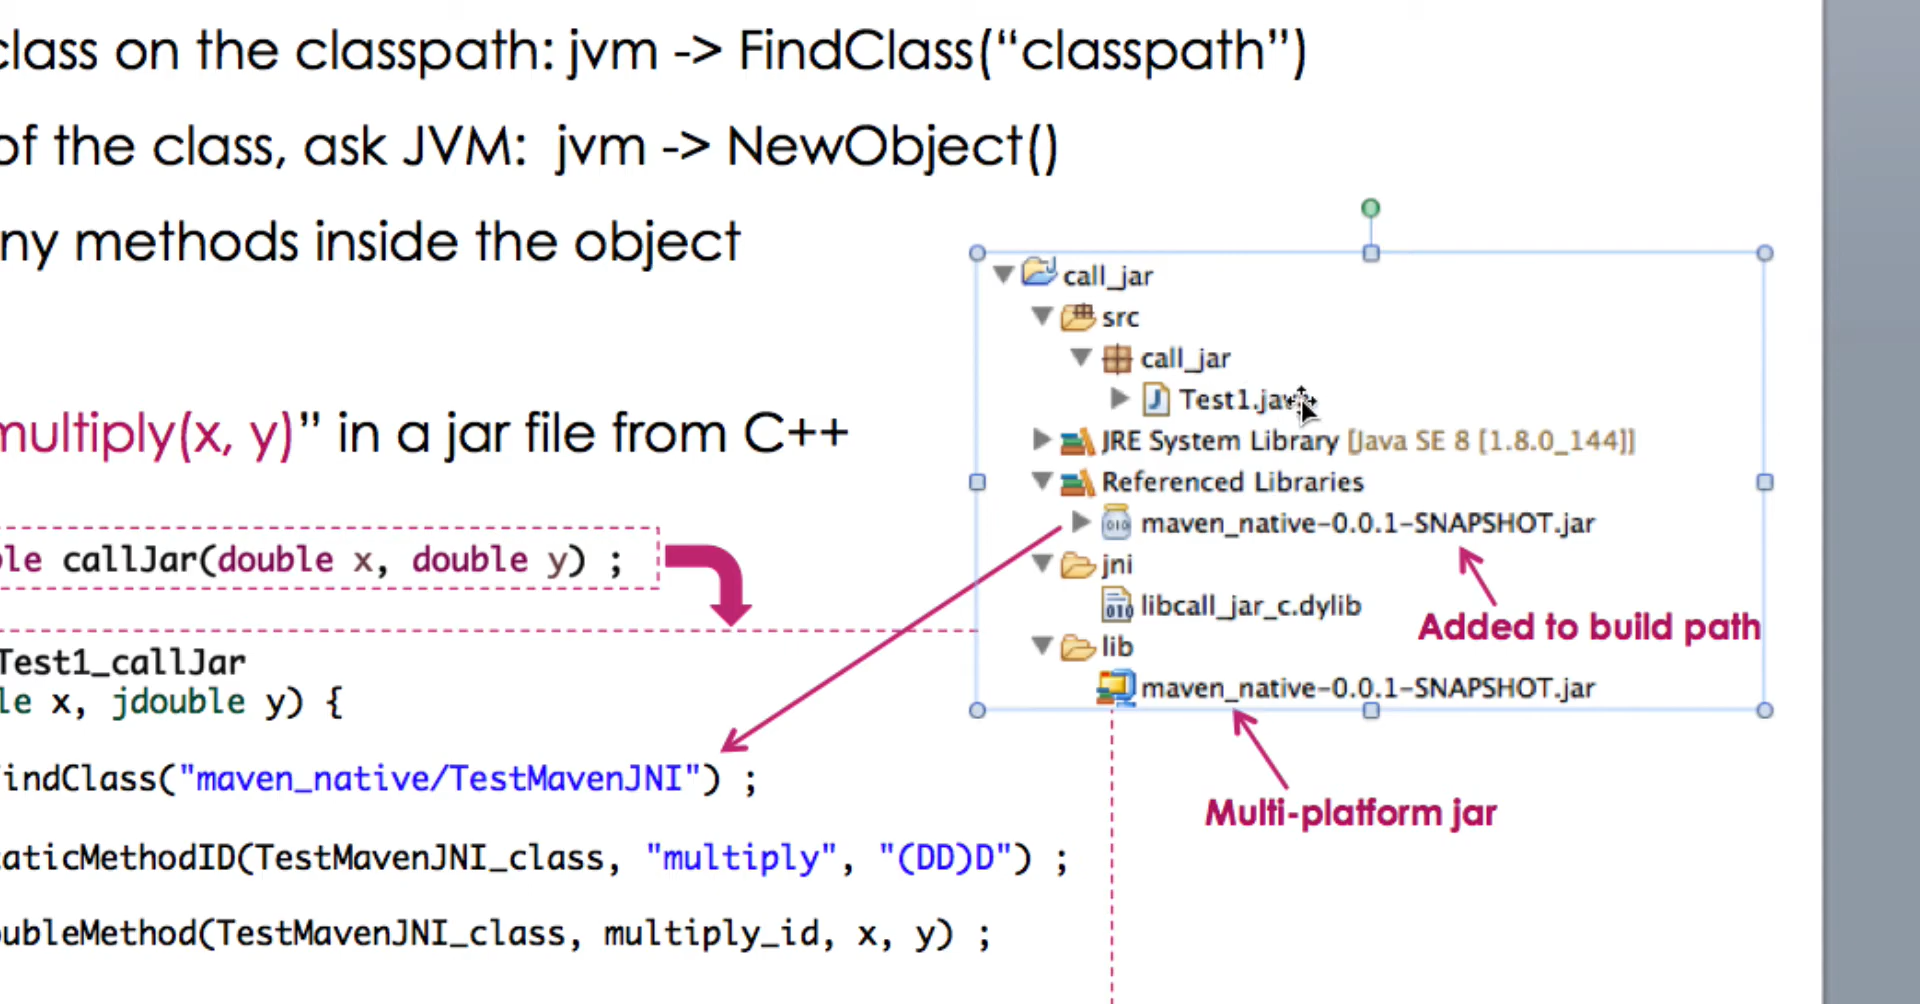 class on the classpath: jvm -> FindClass(“classpath”)
of the class, ask JVM: jvm -> NewObject()
ny methods inside the object
multiply(x, y)” in a jar file from C++
le callJar(double x, double y) ;
Test1_callJar
le x, jdouble y) {
indClass("maven_native/TestMavenJNI") ;
aticMethodID(TestMavenJNI_class, "multiply", "(DD)D") ;
oubleMethod(TestMavenJNI_class, multiply_id, x, y) ;
call_jar
src
call_jar
Test1.java
JRE System Library [Java SE 8 [1.8.0_144]]
Referenced Libraries
maven_native-0.0.1-SNAPSHOT.jar
jni
libcall_jar_c.dylib
Added to build path
lib
maven_native-0.0.1-SNAPSHOT.jar
Multi-platform jar